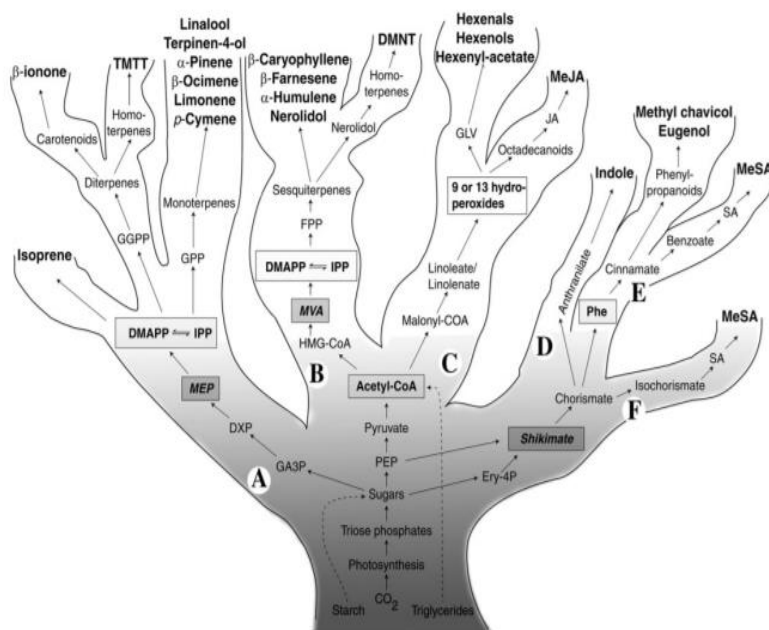 Linalool
Terpinen-4-ol
α-Pinene
β-Ocimene
Limonene
p-Cymene
β-ionone
TMTT
Carotenoids
Homo-
terpenes
Diterpenes
Monoterpenes
GGPP
GPP
Isoprene
DMAPP IPP
MEP
DXP
GA3P
A
β-Caryophyllene
β-Farnesene
α-Humulene
Nerolidol
DMNT
Homo-
terpenes
Nerolidol
Sesquiterpenes
FPP
DMAPP IPP
MVA
HMG-CoA
B
Hexenals
Hexenols
Hexenyl-acetate
MeJA
GLV
JA
Octadecanoids
9 or 13 hydro-
peroxides
Linoleate/
Linolenate
Malonyl-COA
C
Acetyl-CoA
Pyruvate
PEP
Sugars
Triose phosphates
Photosynthesis
CO2
Starch
Triglycerides
Indole
Anthranilate
D
Methyl chavicol
Eugenol
Phenyl-
propanoids
MeSA
SA
Benzoate
Cinnamate
E
Phe
MeSA
SA
Isochorismate
F
Chorismate
Shikimate
Ery-4P